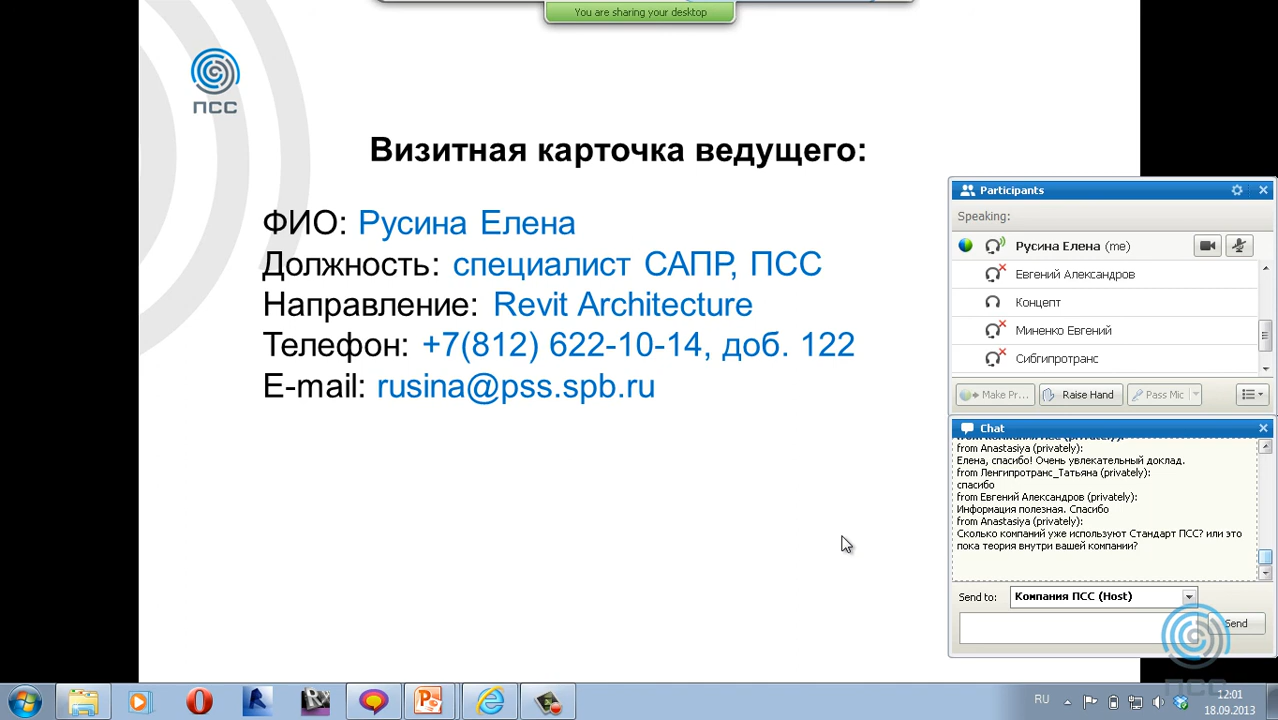 You are sharing your desktop
ПСС
Визитная карточка ведущего:
ФИО: Русина Елена
Должность: специалист САПР, ПСС
Направление: Revit Architecture
Телефон: +7(812) 622-10-14, доб. 122
E-mail: rusina@pss.spb.ru
Participants
Speaking:
Русина Елена (me)
Евгений Александров
Концепт
Миненко Евгений
Сибгипротранс
Make Pr...
Raise Hand
Pass Mic
Chat
from Anastasiya (privately):
Елена, спасибо! Очень увлекательный доклад.
from Ленгипротранс_Татьяна (privately):
спасибо
from Евгений Александров (privately):
Информация полезная. Спасибо
from Anastasiya (privately):
Сколько компаний уже используют Стандарт ПСС? или это
пока теория внутри вашей компании?
Send to:
Компания ПСС (Host)
Send
ПСС
RU
12:01
18.09.2013